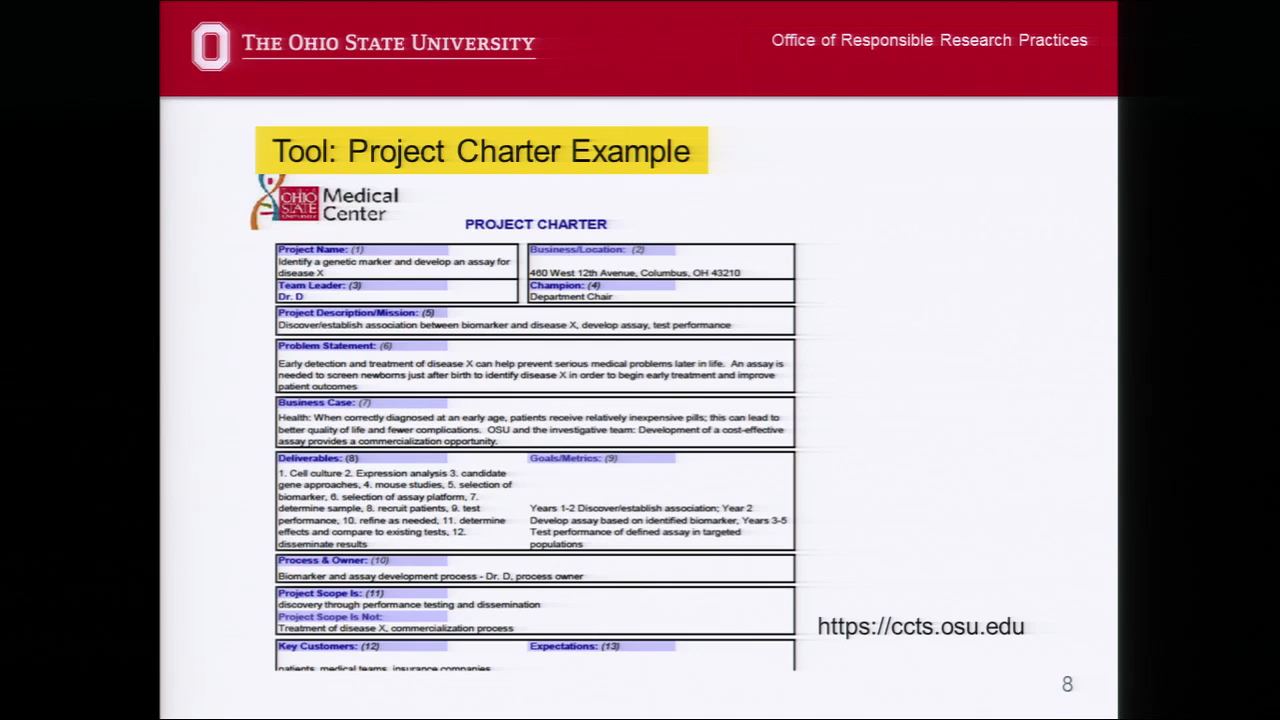 THE OHIO STATE UNIVERSITY
Office of Responsible Research Practices
Tool: Project Charter Example
OHIO STATE UNIVERSITY
Medical Center
PROJECT CHARTER
Project Name: (1)
Identify a genetic marker and develop an assay for
disease X
Business/Location: (2)
460 West 12th Avenue, Columbus, OH 43210
Team Leader: (3)
Dr. D
Champion: (4)
Department Chair
Project Description/Mission: (5)
Discover/establish association between biomarker and disease X, develop assay, test performance
Problem Statement: (6)
Early detection and treatment of disease X can help prevent serious medical problems later in life. An assay is
needed to screen newborns just after birth to identify disease X in order to begin early treatment and improve
patient outcomes
Business Case: (7)
Health: When correctly diagnosed at an early age, patients receive relatively inexpensive pills; this can lead to
better quality of life and fewer complications. OSU and the investigative team: Development of a cost-effective
assay provides a commercialization opportunity.
Deliverables: (8)
1. Cell culture 2. Expression analysis 3. candidate
gene approaches, 4. mouse studies, 5. selection of
biomarker, 6. selection of assay platform, 7.
determine sample, 8. recruit patients, 9. test
performance, 10. refine as needed, 11. determine
effects and compare to existing tests, 12.
disseminate results
Goals/Metrics: (9)
Years 1-2 Discover/establish association; Year 2
Develop assay based on identified biomarker, Years 3-5
Test performance of defined assay in targeted
populations
Process & Owner: (10)
Biomarker and assay development process - Dr. D, process owner
Project Scope Is: (11)
discovery through performance testing and dissemination
Project Scope Is Not:
Treatment of disease X, commercialization process
Key Customers: (12)
Expectations: (13)
patients, medical teams, insurance companies
https://ccts.osu.edu
8